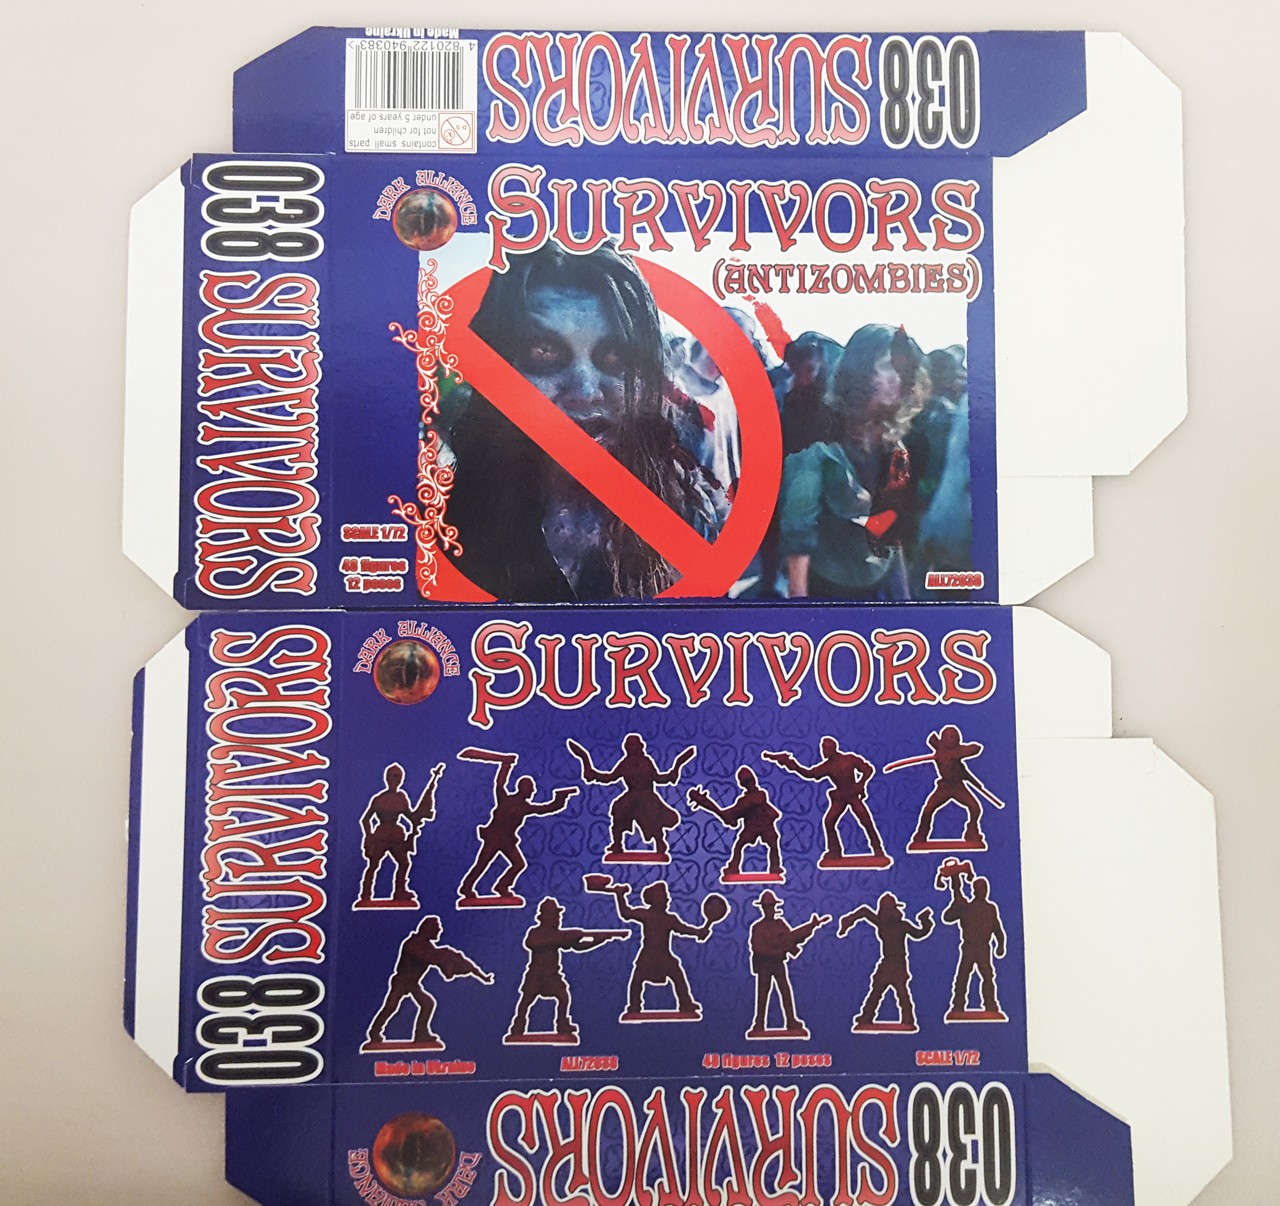 Made in Ukraine
4 820122 940383 >
contains small parts
not for children
under 5 years of age
0-3
SURVIVORS
038
038 SURVIVORS
DARK ALLIANCE
SURVIVORS
(ANTIZOMBIES)
SCALE 1/72
48 figures
12 poses
ALL72038
038 SURVIVORS
DARK ALLIANCE
SURVIVORS
Made in Ukraine
ALL72038
48 figures 12 poses
SCALE 1/72
DARK ALLIANCE
SURVIVORS
038